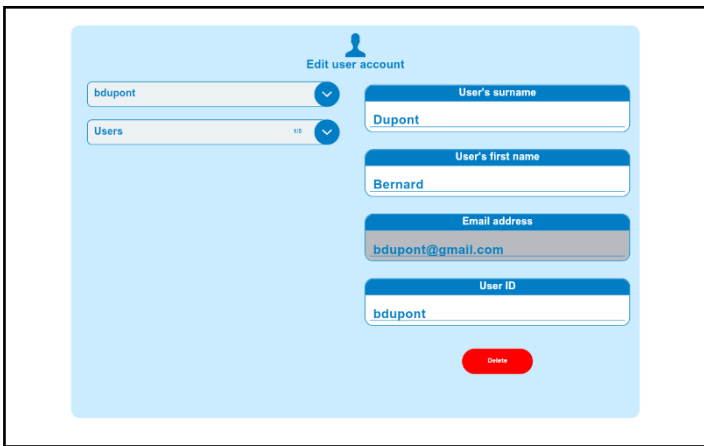 Edit user account
bdupont
Users 1/5
User's surname
Dupont
User's first name
Bernard
Email address
bdupont@gmail.com
User ID
bdupont
Delete